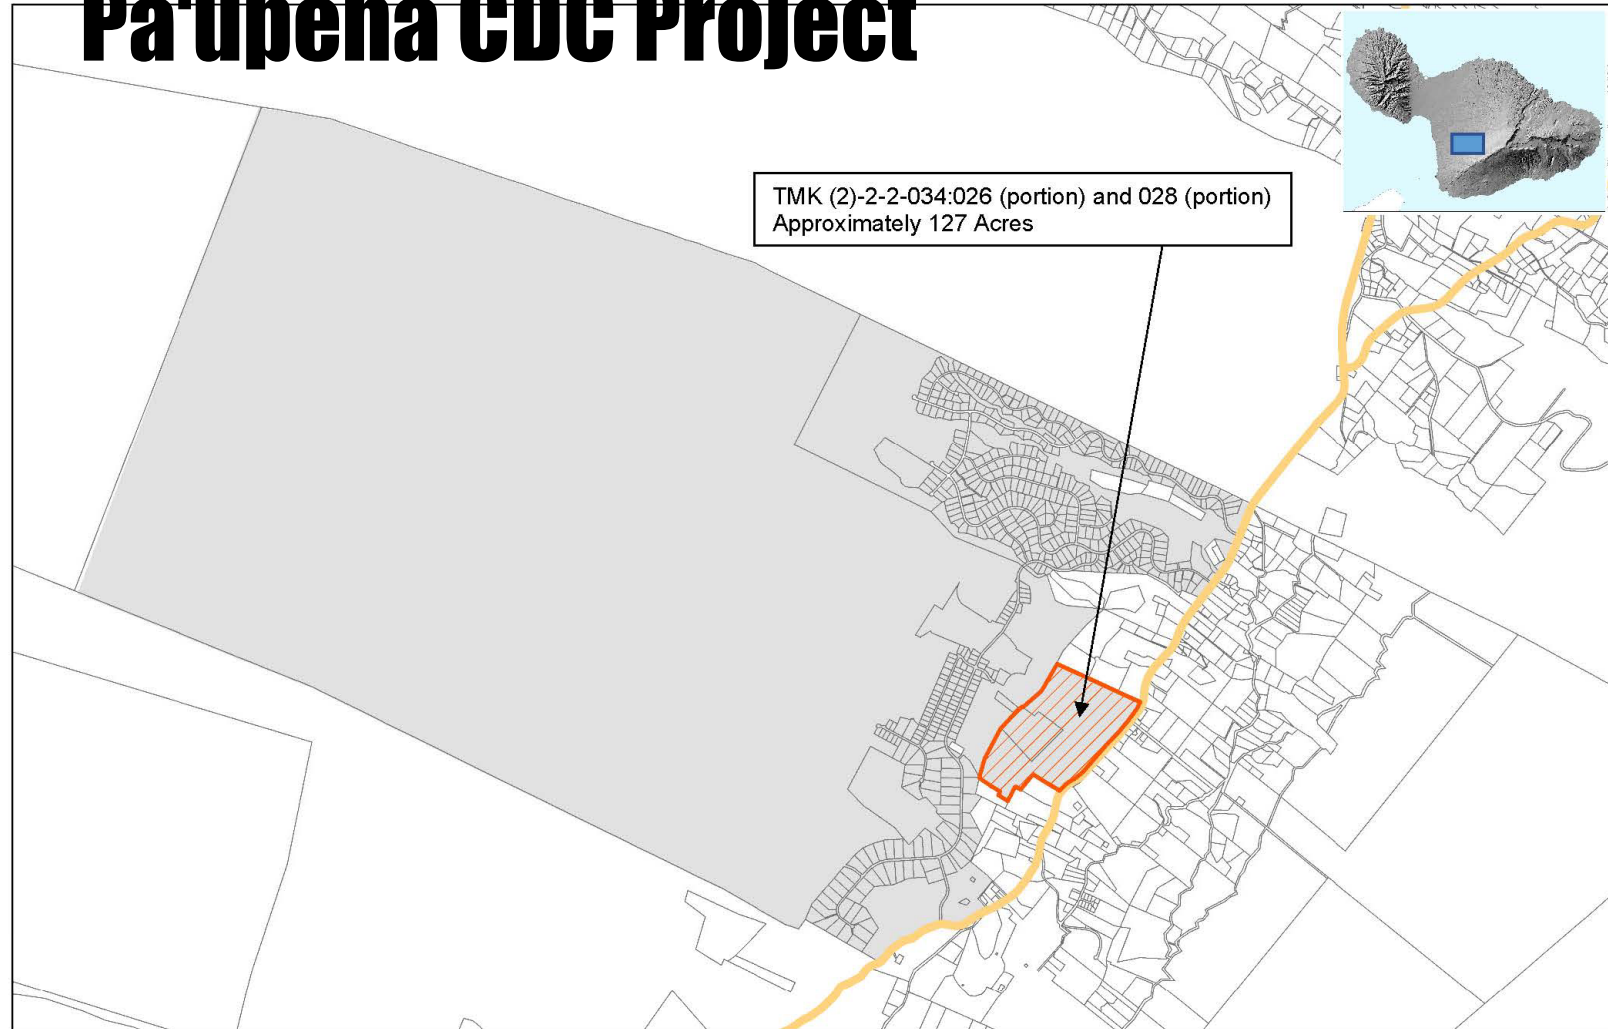 Pa'upena CDC Project
TMK (2)-2-2-034:026 (portion) and 028 (portion)
Approximately 127 Acres